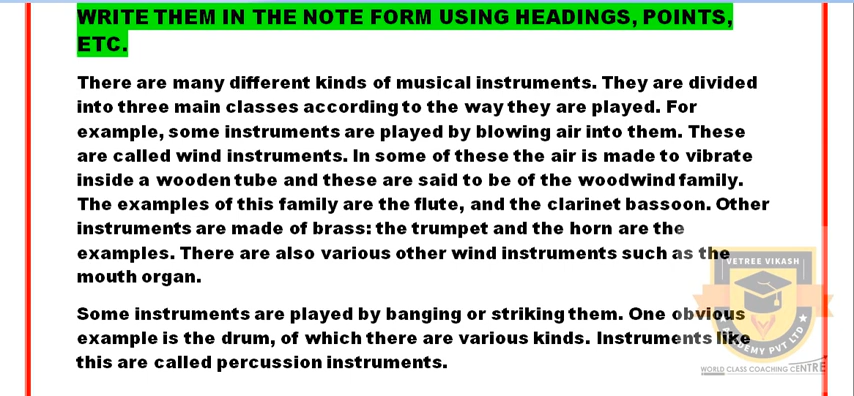 WRITE THEM IN THE NOTE FORM USING HEADINGS, POINTS,
ETC.
There are many different kinds of musical instruments. They are divided
into three main classes according to the way they are played. For
example, some instruments are played by blowing air into them. These
are called wind instruments. In some of these the air is made to vibrate
inside a wooden tube and these are said to be of the woodwind family.
The examples of this family are the flute, and the clarinet bassoon. Other
instruments are made of brass: the trumpet and the horn are the
examples. There are also various other wind instruments such as the
mouth organ.
Some instruments are played by banging or striking them. One obvious
example is the drum, of which there are various kinds. Instruments like
this are called percussion instruments.
VETREE VIKASH
ACADEMY PVT LTD
WORLD CLASS COACHING CENTRE